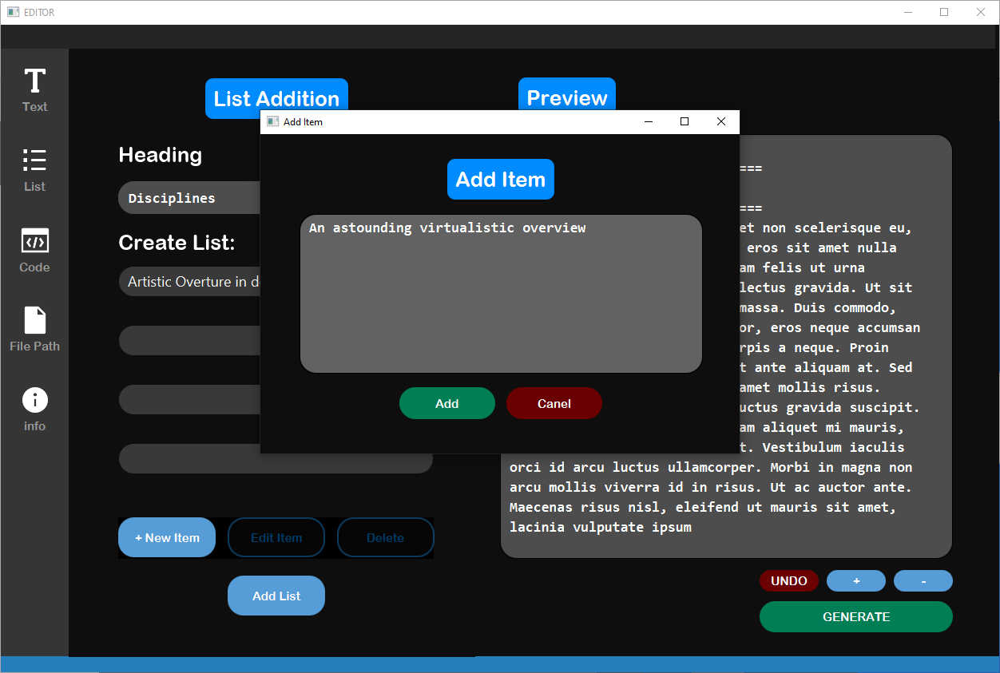 EDITOR
Text
List
Code
File Path
info
List Addition
Preview
Heading
Disciplines
Create List:
Artistic Overture in
Add Item
Add Item
An astounding virtualistic overview
Add
Canel
===
===
et non scelerisque eu,
eros sit amet nulla
am felis ut urna
lectus gravida. Ut sit
massa. Duis commodo,
or, eros neque accumsan
rpis a neque. Proin
t ante aliquam at. Sed
amet mollis risus.
uctus gravida suscipit.
am aliquet mi mauris,
t. Vestibulum iaculis
orci id arcu luctus ullamcorper. Morbi in magna non
arcu mollis viverra id in risus. Ut ac auctor ante.
Maecenas risus nisl, eleifend ut mauris sit amet,
lacinia vulputate ipsum
+ New Item
Edit Item
Delete
Add List
UNDO
+
-
GENERATE